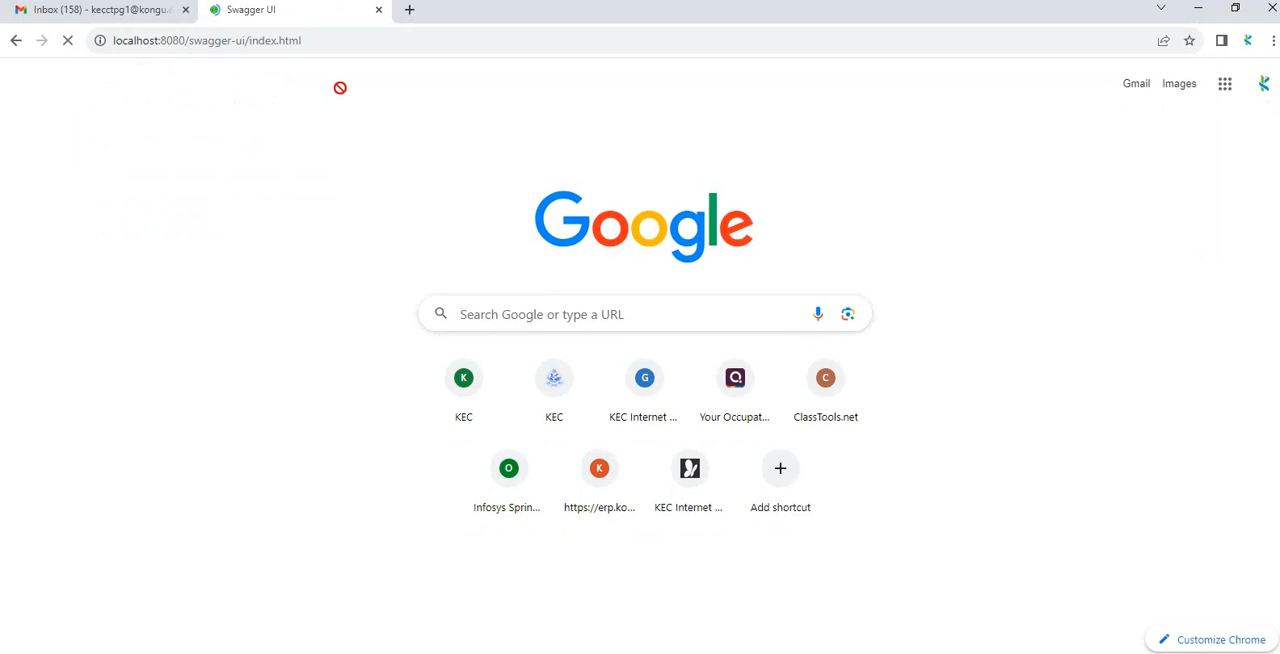 Inbox (158) - kecctpg1@kongu.
Swagger UI
localhost:8080/swagger-ui/index.html
Gmail Images
Google
Search Google or type a URL
K
G
C
KEC
KEC
KEC Internet ...
Your Occupat...
ClassTools.net
O
K
Infosys Sprin...
https://erp.ko...
KEC Internet ...
Add shortcut
Customize Chrome